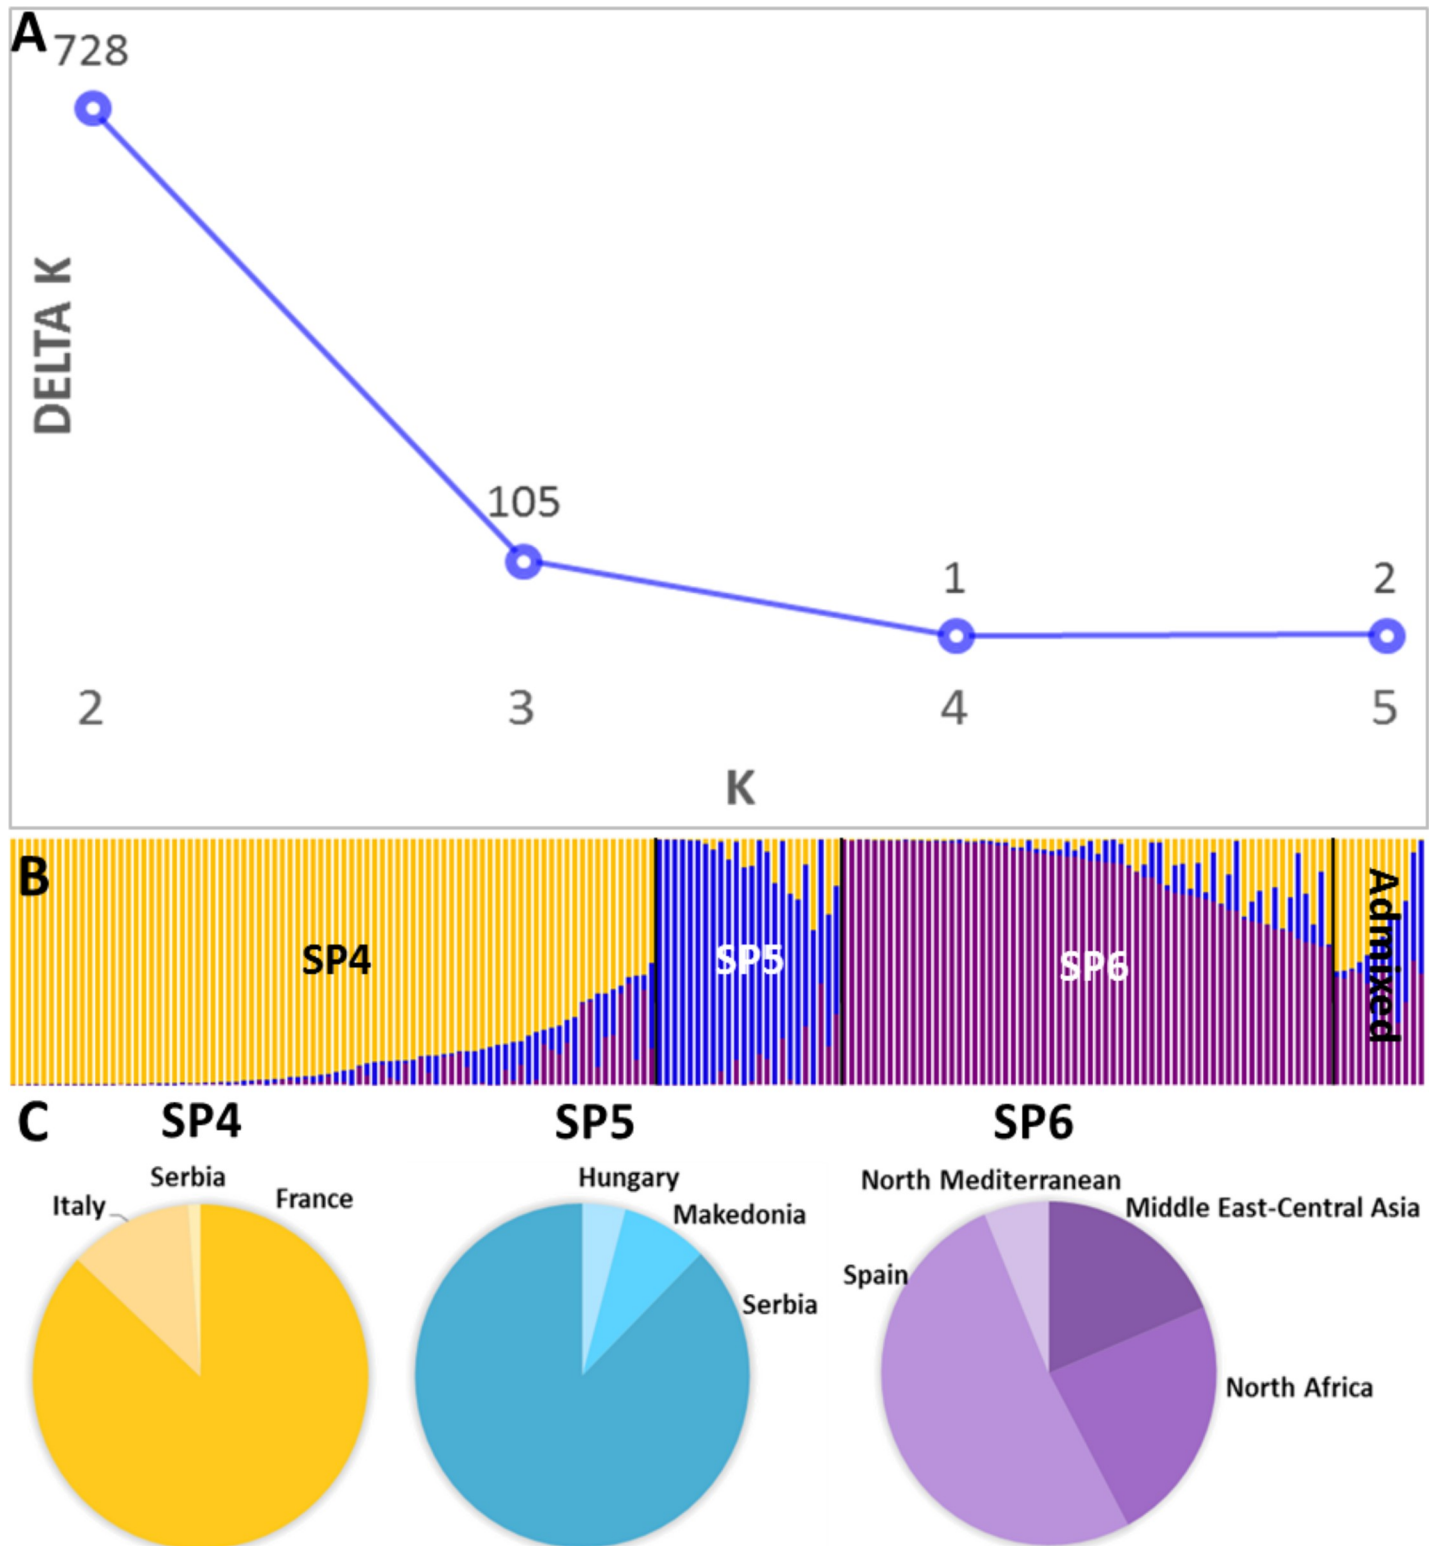 A
728
105
1
2
DELTA K
2
3
4
5
K
B
SP4
SP5
SP6
Admixed
C
SP4
SP5
SP6
Serbia
Italy
France
Hungary
Makedonia
Serbia
North Mediterranean
Middle East-Central Asia
Spain
North Africa